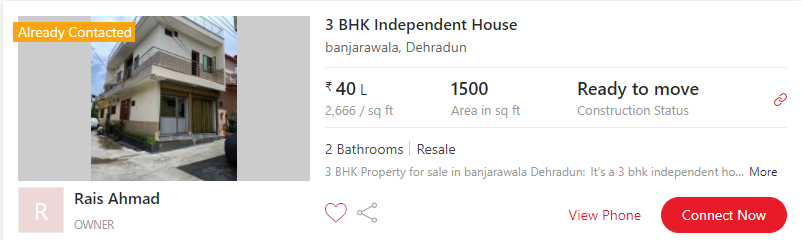 Already Contacted
3 BHK Independent House
banjarawala, Dehradun
₹ 40 L
2,666 / sq ft
1500
Area in sq ft
Ready to move
Construction Status
2 Bathrooms | Resale
3 BHK Property for sale in banjarawala Dehradun: It's a 3 bhk independent ho... More
R
Rais Ahmad
OWNER
View Phone
Connect Now